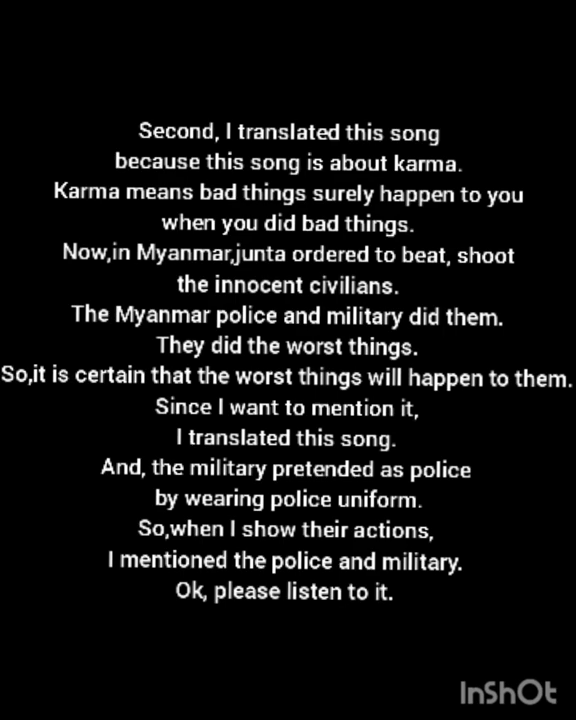 Second, I translated this song
because this song is about karma.
Karma means bad things surely happen to you
when you did bad things.
Now,in Myanmar,junta ordered to beat, shoot
the innocent civilians.
The Myanmar police and military did them.
They did the worst things.
So,it is certain that the worst things will happen to them.
Since I want to mention it,
I translated this song.
And, the military pretended as police
by wearing police uniform.
So,when I show their actions,
I mentioned the police and military.
Ok, please listen to it.
InShOt